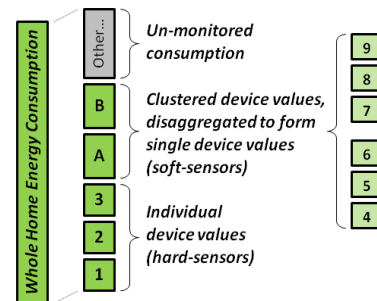 Whole Home Energy Consumption
Other...
B
A
3
2
1
Un-monitored
consumption
Clustered device values,
disaggregated to form
single device values
(soft-sensors)
Individual
device values
(hard-sensors)
9
8
7
6
5
4